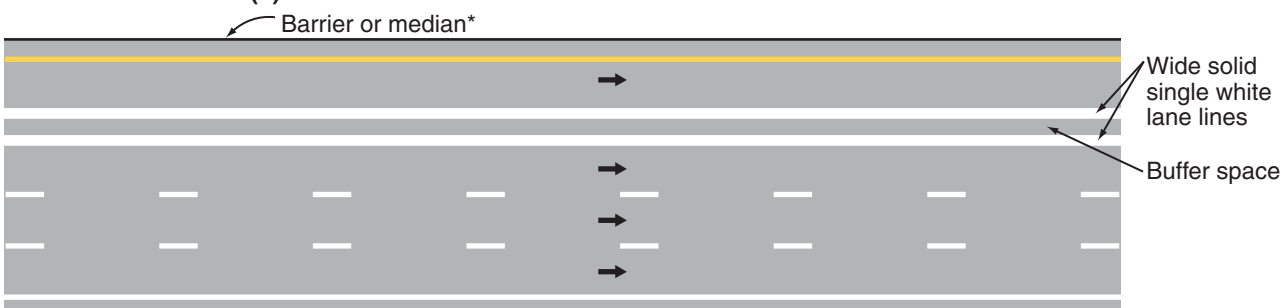 Barrier or median*
Wide solid
single white
lane lines
Buffer space